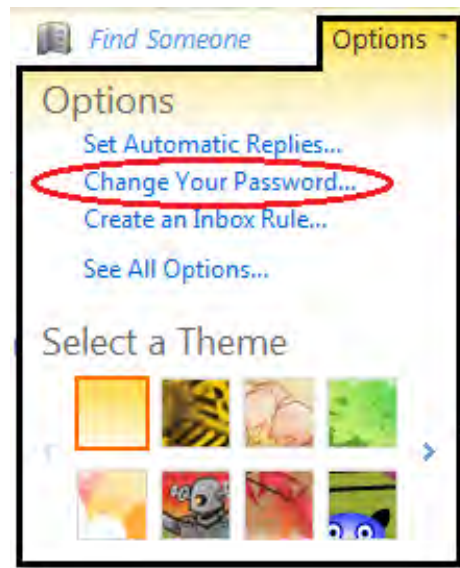 Find Someone
Options
Options
Set Automatic Replies...
Change Your Password...
Create an Inbox Rule...
See All Options...
Select a Theme